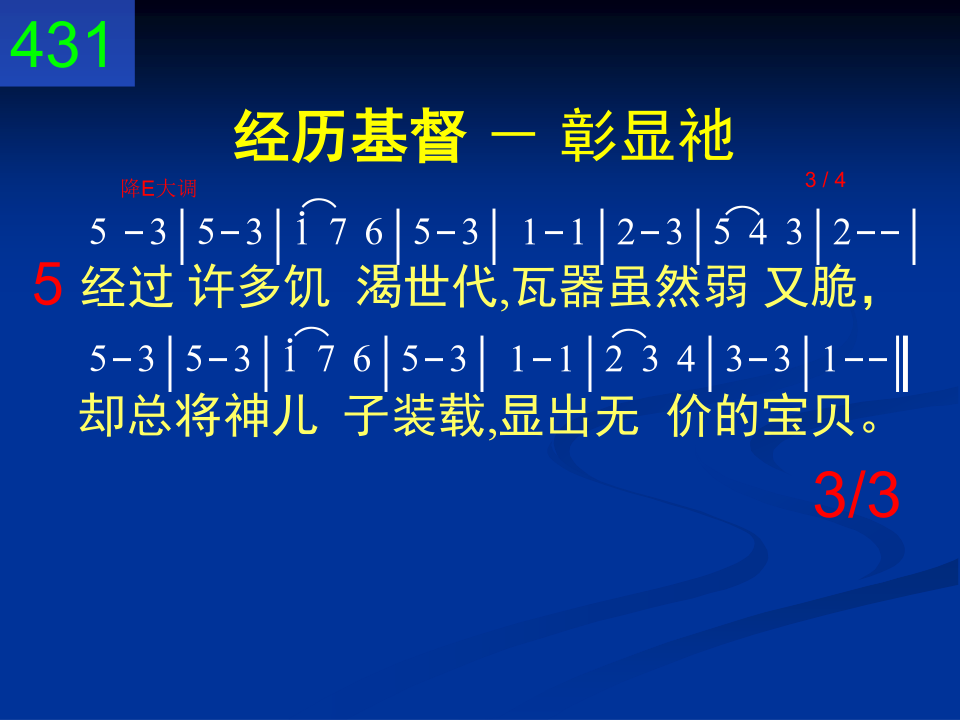 431
经历基督 － 彰显祂
降E大调 3 / 4
5 －3│5－3│i 7 6│5－3│ 1－1│2－3│5 4 3│2－－│
5 经过 许多饥 渴世代,瓦器虽然弱 又脆，
5－3│5－3│i 7 6│5－3│ 1－1│2 3 4│3－3│1－－║
却总将神儿 子装载,显出无 价的宝贝。
3/3